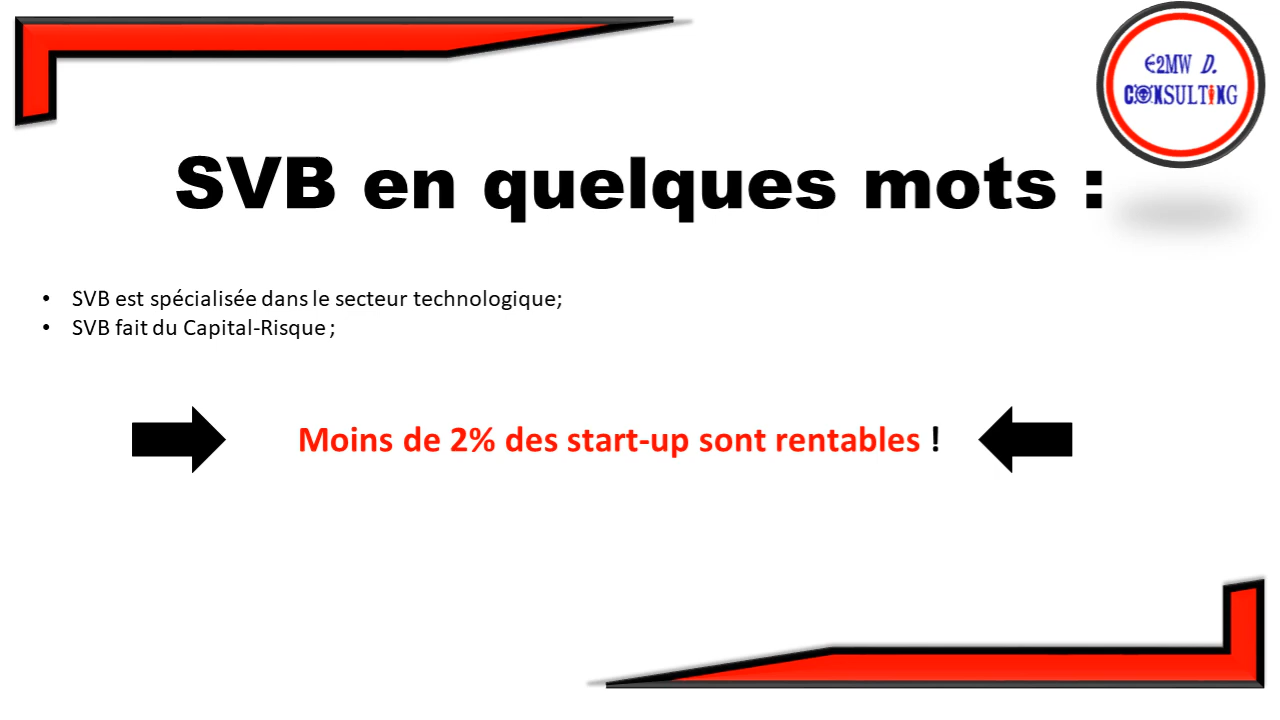 E2MW D.
CONSULTING
SVB en quelques mots :
• SVB est spécialisée dans le secteur technologique;
• SVB fait du Capital-Risque ;
Moins de 2% des start-up sont rentables !